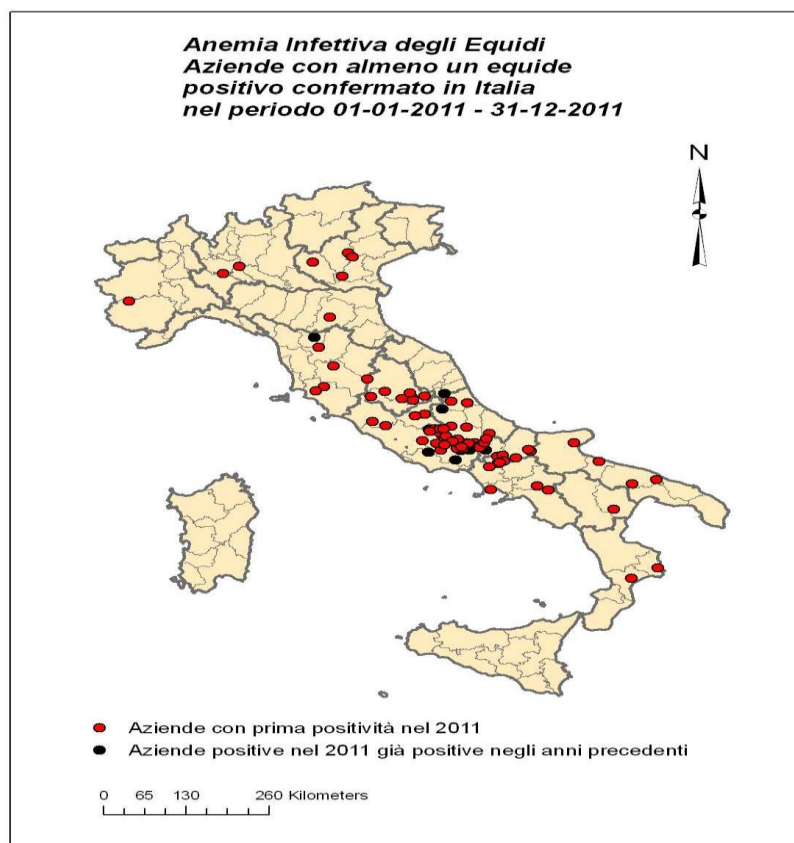 Anemia Infettiva degli Equidi
Aziende con almeno un equide
positivo confermato in Italia
nel periodo 01-01-2011 - 31-12-2011
N
Aziende con prima positività nel 2011
Aziende positive nel 2011 già positive negli anni precedenti
0 65 130 260 Kilometers